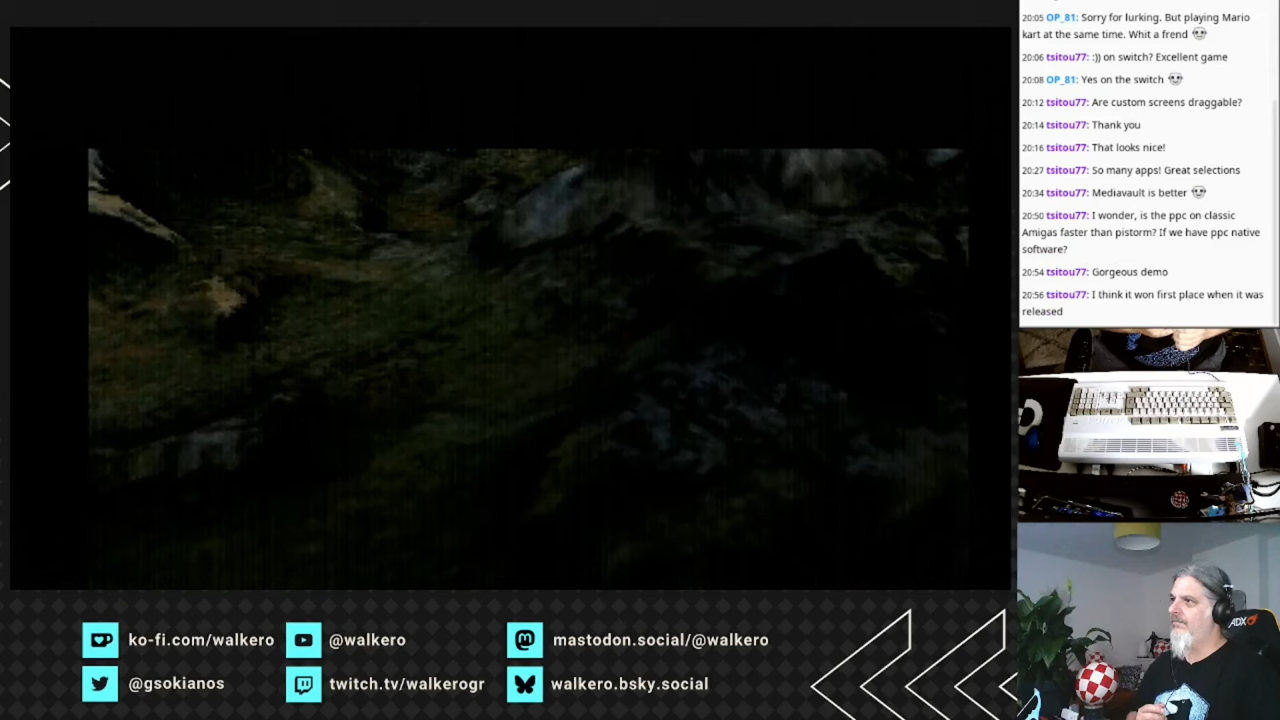 20:05 OP_81: Sorry for lurking. But playing Mario
kart at the same time. Whit a frend
20:06 tsitou77: :)) on switch? Excellent game
20:08 OP_81: Yes on the switch
20:12 tsitou77: Are custom screens draggable?
20:14 tsitou77: Thank you
20:16 tsitou77: That looks nice!
20:27 tsitou77: So many apps! Great selections
20:34 tsitou77: Mediavault is better
20:50 tsitou77: I wonder, is the ppc on classic
Amigas faster than pistorm? If we have ppc native
software?
20:54 tsitou77: Gorgeous demo
20:56 tsitou77: I think it won first place when it was
released
ADX
ko-fi.com/walkero
@walkero
mastodon.social/@walkero
@gsokianos
twitch.tv/walkerogr
walkero.bsky.social